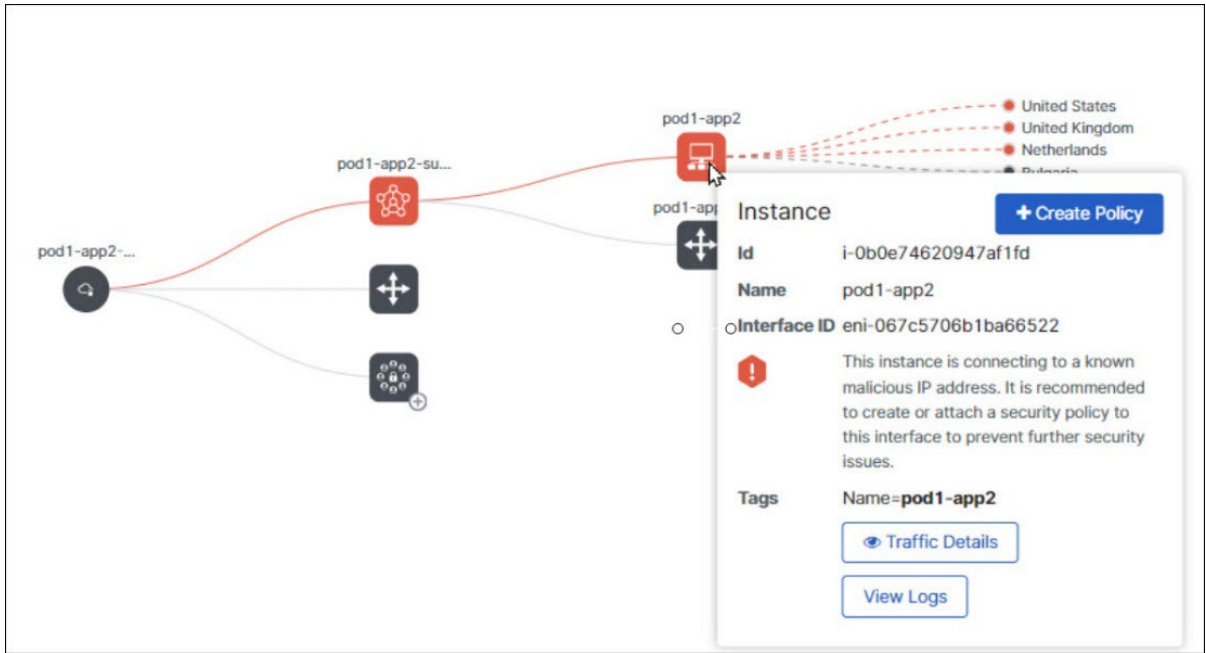 United States
pod1-app2
United Kingdom
Netherlands
pod1-app2-su...
Bulgaria
pod1-app
Instance
+ Create Policy
pod1-app2-...
Id i-0b0e74620947af1fd
Name pod1-app2
Interface ID eni-067c5706b1ba66522
This instance is connecting to a known
malicious IP address. It is recommended
to create or attach a security policy to
this interface to prevent further security
issues.
Tags Name=pod1-app2
Traffic Details
View Logs